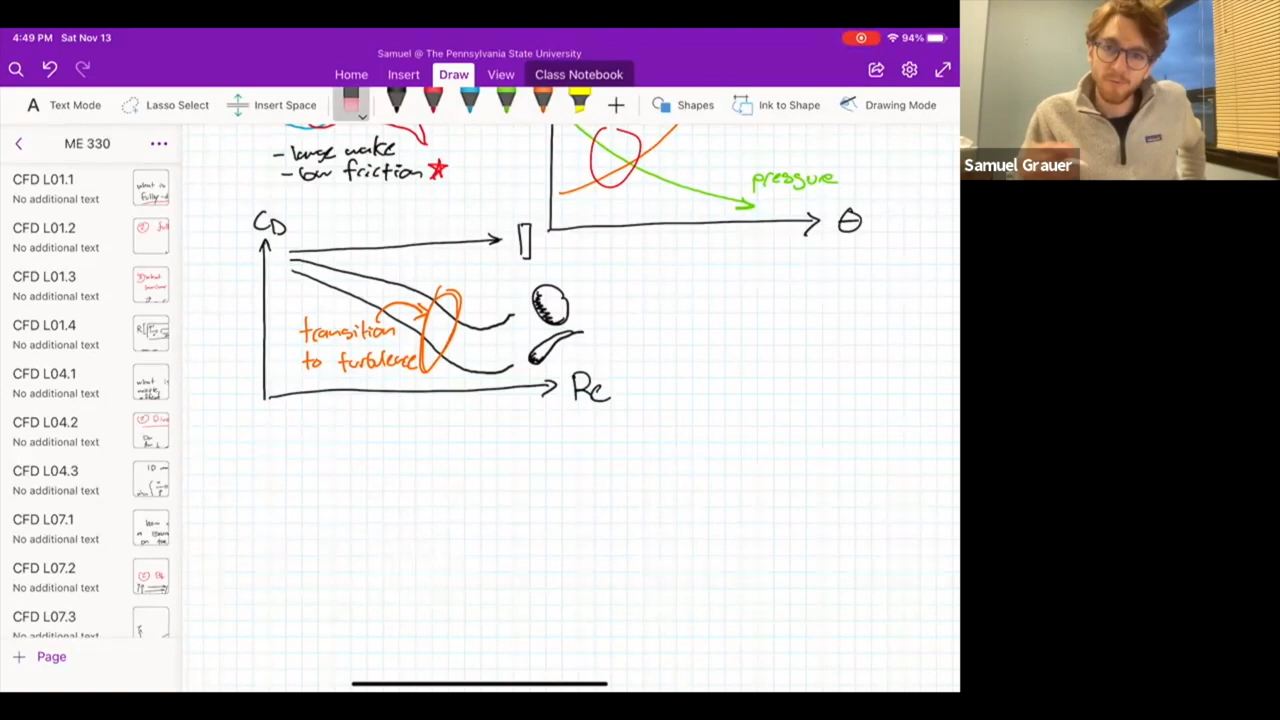 4:49 PM Sat Nov 13
94%
Samuel @ The Pennsylvania State University
Home Insert Draw View Class Notebook
Text Mode Lasso Select Insert Space Shapes Ink to Shape Drawing Mode
ME 330
CFD L01.1
No additional text
CFD L01.2
No additional text
CFD L01.3
No additional text
CFD L01.4
No additional text
CFD L04.1
No additional text
CFD L04.2
No additional text
CFD L04.3
No additional text
CFD L07.1
No additional text
CFD L07.2
No additional text
CFD L07.3
No additional text
Page
- large wake
- low friction
pressure
θ
CD
transition
to turbulence
Re
Samuel Grauer